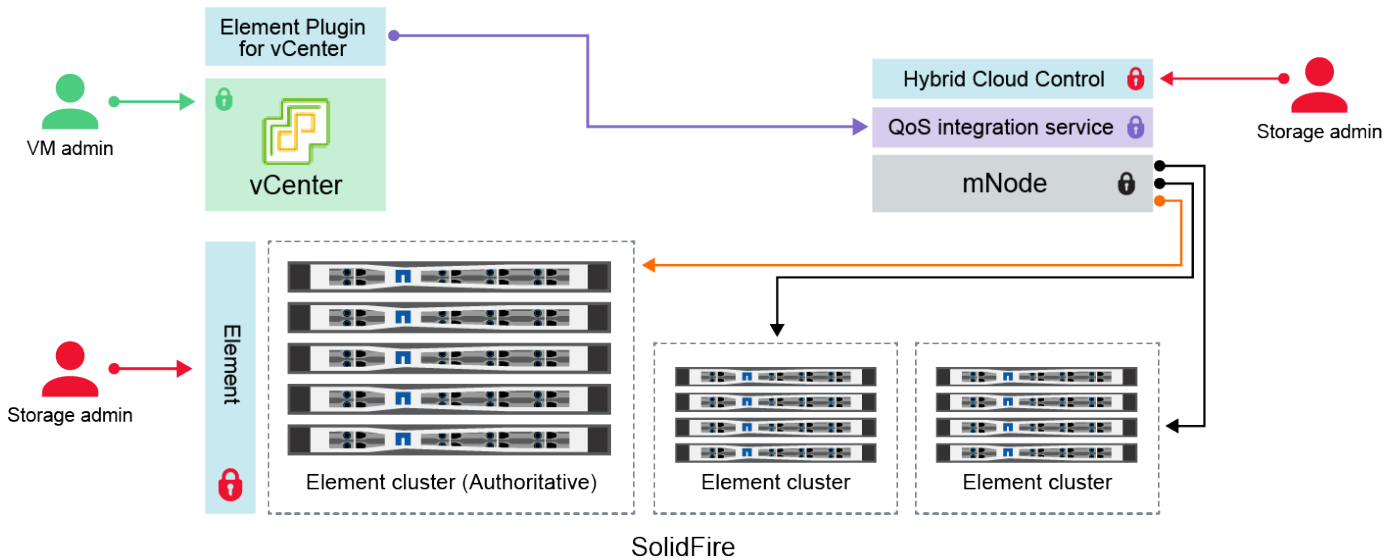 Element Plugin
for vCenter
VM admin
vCenter
Hybrid Cloud Control
QoS integration service
mNode
Storage admin
Storage admin
Element
Element cluster (Authoritative)
Element cluster
Element cluster
SolidFire